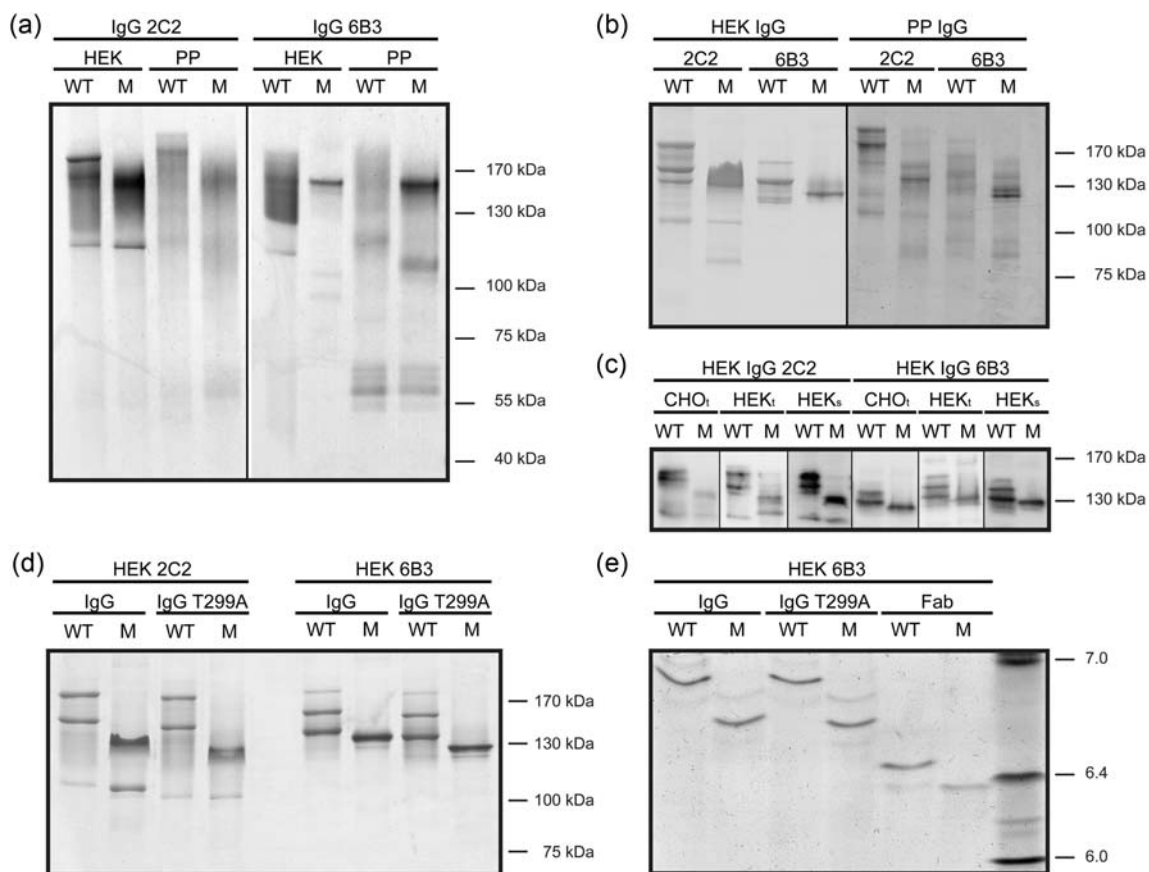 (a)
IgG 2C2 IgG 6B3
HEK PP HEK PP
WT M WT M WT M WT M
170 kDa
130 kDa
100 kDa
75 kDa
55 kDa
40 kDa
(b)
HEK IgG PP IgG
2C2 6B3 2C2 6B3
WT M WT M WT M WT M
170 kDa
130 kDa
100 kDa
75 kDa
(c)
HEK IgG 2C2 HEK IgG 6B3
CHOt HEKt HEKs CHOt HEKt HEKs
WT M WT M WT M WT M WT M WT M
170 kDa
130 kDa
(d)
HEK 2C2 HEK 6B3
IgG IgG T299A IgG IgG T299A
WT M WT M WT M WT M
170 kDa
130 kDa
100 kDa
75 kDa
(e)
HEK 6B3
IgG IgG T299A Fab
WT M WT M WT M
7.0
6.4
6.0